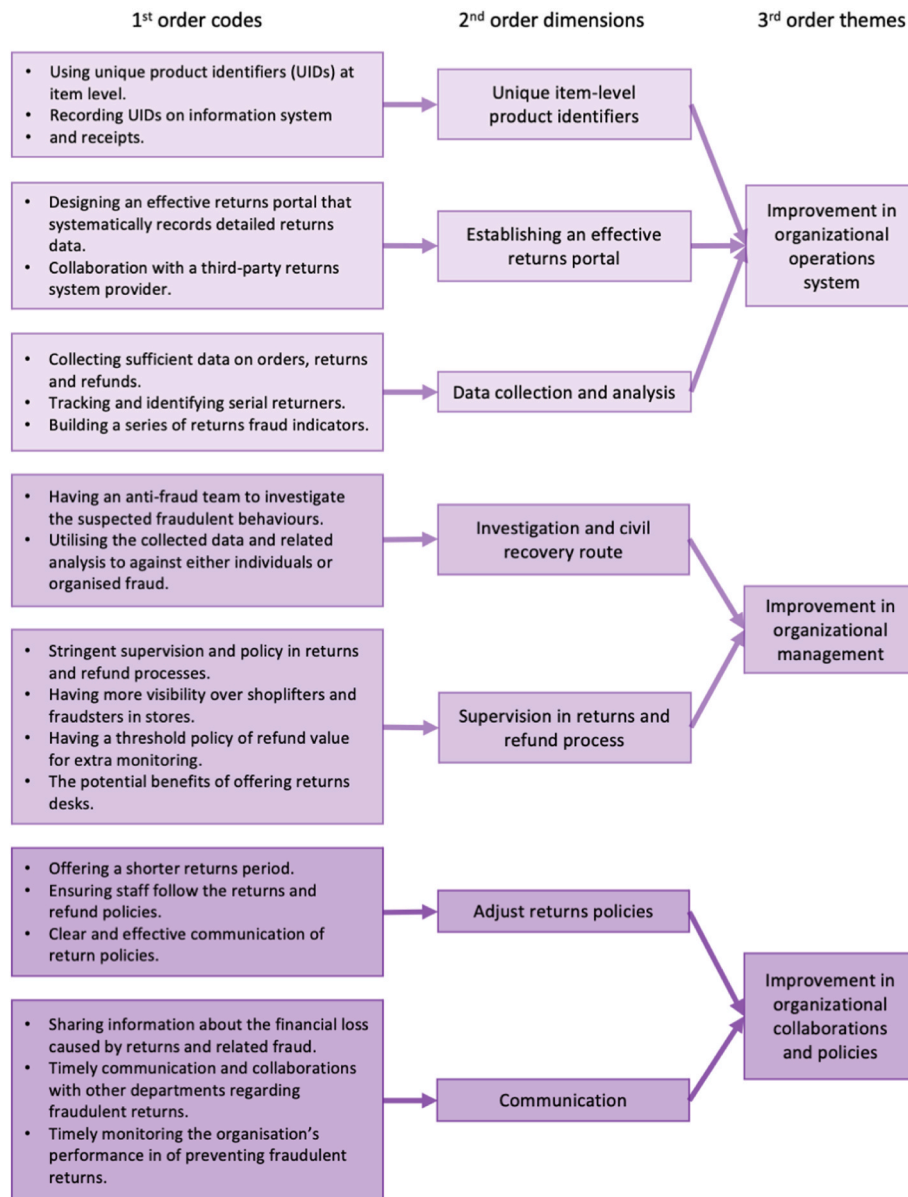 1st order codes
2nd order dimensions
3rd order themes
• Using unique product identifiers (UIDs) at
item level.
• Recording UIDs on information system
• and receipts.
Unique item-level
product identifiers
• Designing an effective returns portal that
systematically records detailed returns
data.
• Collaboration with a third-party returns
system provider.
Establishing an effective
returns portal
• Collecting sufficient data on orders, returns
and refunds.
• Tracking and identifying serial returners.
• Building a series of returns fraud indicators.
Data collection and analysis
Improvement in
organizational
operations
system
• Having an anti-fraud team to investigate
the suspected fraudulent behaviours.
• Utilising the collected data and related
analysis to against either individuals or
organised fraud.
Investigation and civil
recovery route
• Stringent supervision and policy in returns
and refund processes.
• Having more visibility over shoplifters and
fraudsters in stores.
• Having a threshold policy of refund value
for extra monitoring.
• The potential benefits of offering returns
desks.
Supervision in returns and
refund process
Improvement in
organizational
management
• Offering a shorter returns period.
• Ensuring staff follow the returns and
refund policies.
• Clear and effective communication of
return policies.
Adjust returns policies
• Sharing information about the financial loss
caused by returns and related fraud.
• Timely communication and collaborations
with other departments regarding
fraudulent returns.
• Timely monitoring the organisation's
performance in of preventing fraudulent
returns.
Communication
Improvement in
organizational
collaborations
and policies